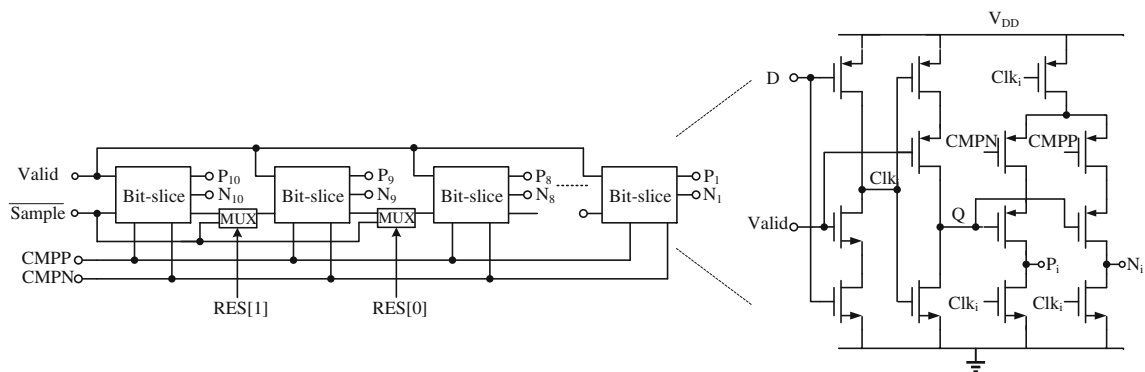 Valid
Sample
CMPP
CMPN
Bit-slice
P10
N10
MUX
RES[1]
Bit-slice
P9
N9
MUX
RES[0]
Bit-slice
P8
N8
Bit-slice
P1
N1
VDD
D
Clki
CMPN
CMPP
Clki
Valid
Q
Pi
Ni
Clki
Clki